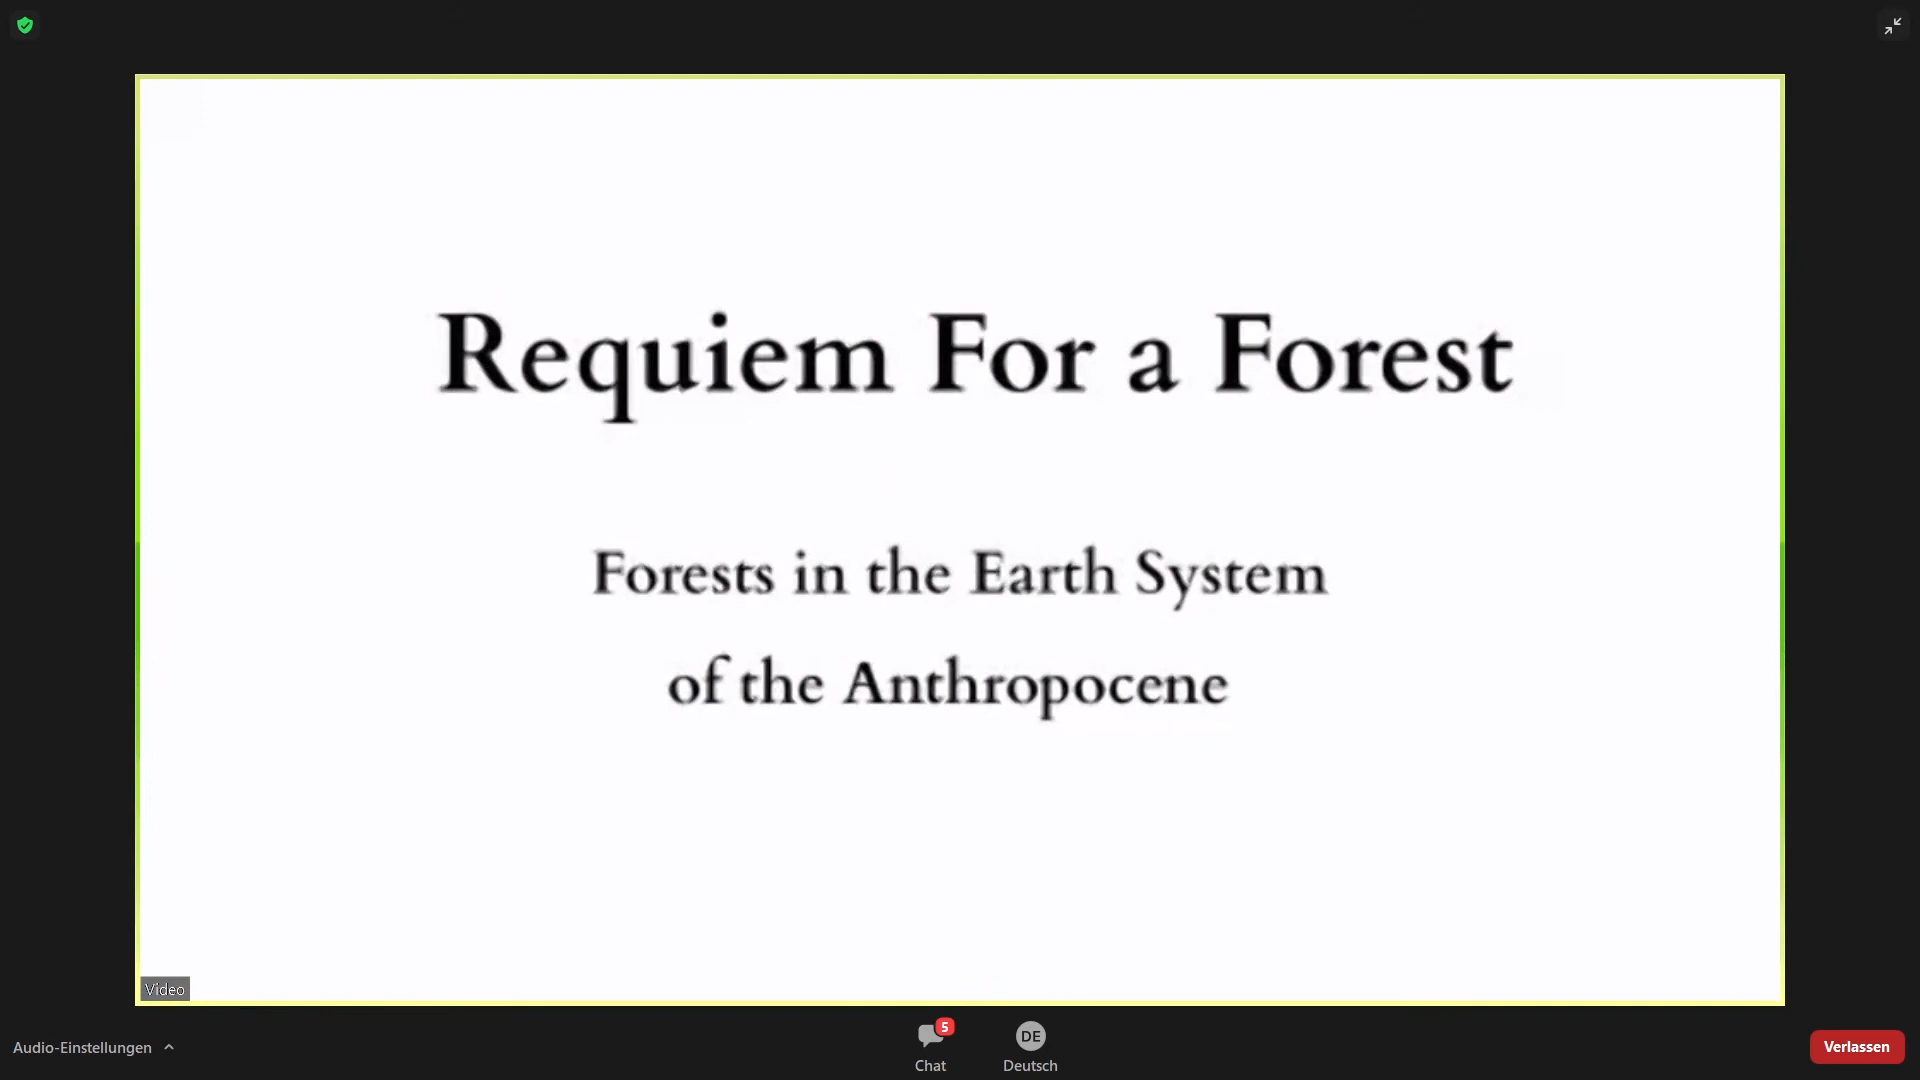 Requiem For a Forest
Forests in the Earth System
of the Anthropocene
Video
Audio-Einstellungen
5
Chat
DE
Deutsch
Verlassen